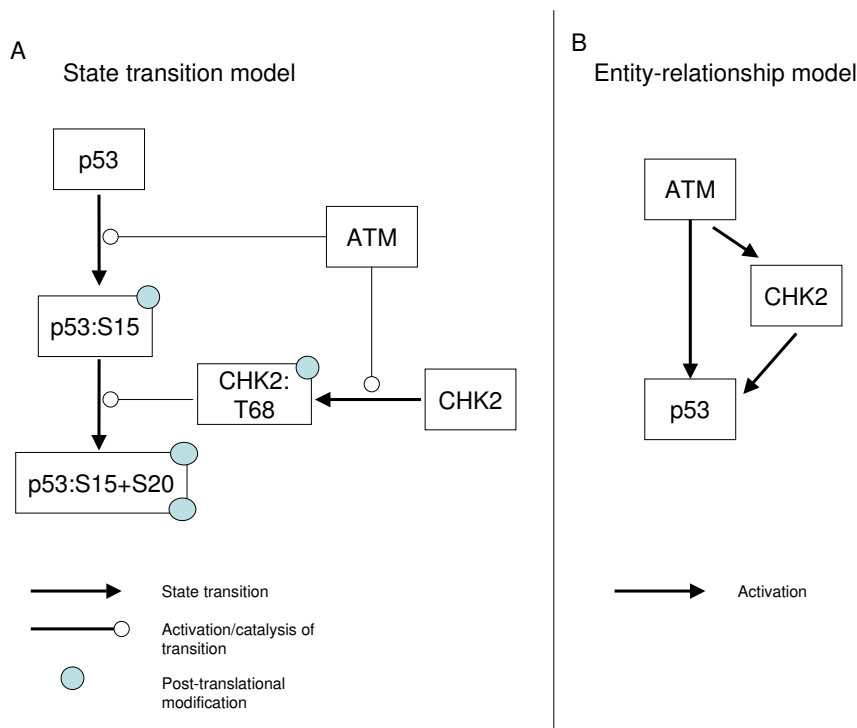 A
State transition model
p53
ATM
p53:S15
CHK2:
T68
CHK2
p53:S15+S20
State transition
Activation/catalysis of
transition
Post-translational
modification
B
Entity-relationship model
ATM
CHK2
p53
Activation